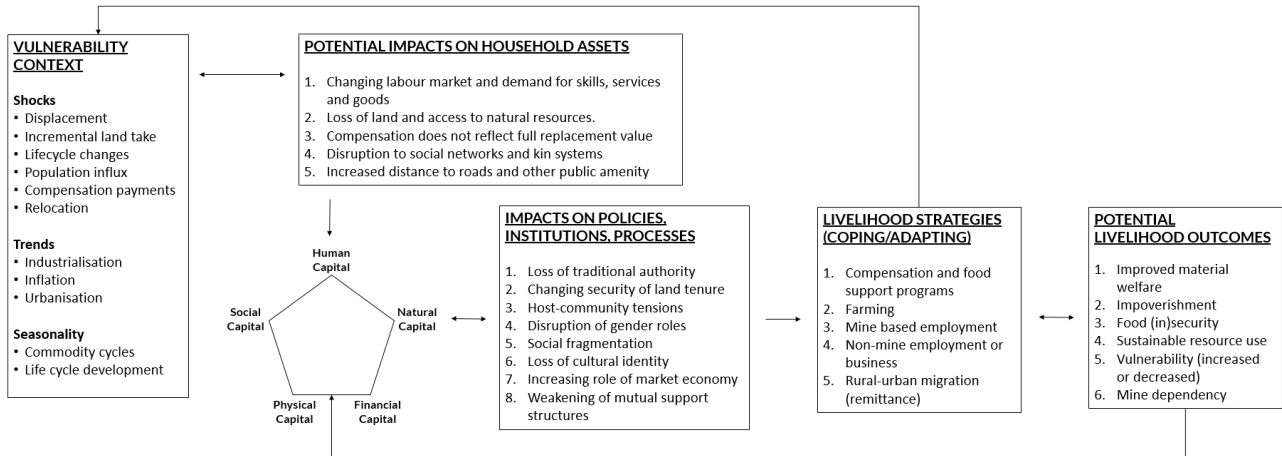 VULNERABILITY
CONTEXT
Shocks
• Displacement
• Incremental land take
• Lifecycle changes
• Population influx
• Compensation payments
• Relocation
Trends
• Industrialisation
• Inflation
• Urbanisation
Seasonality
• Commodity cycles
• Life cycle development
POTENTIAL IMPACTS ON HOUSEHOLD ASSETS
1. Changing labour market and demand for skills, services
and goods
2. Loss of land and access to natural resources.
3. Compensation does not reflect full replacement value
4. Disruption to social networks and kin systems
5. Increased distance to roads and other public amenity
Human
Capital
Social
Capital
Natural
Capital
Physical
Capital
Financial
Capital
IMPACTS ON POLICIES,
INSTITUTIONS, PROCESSES
1. Loss of traditional authority
2. Changing security of land tenure
3. Host-community tensions
4. Disruption of gender roles
5. Social fragmentation
6. Loss of cultural identity
7. Increasing role of market economy
8. Weakening of mutual support
structures
LIVELIHOOD STRATEGIES
(COPING/ADAPTING)
1. Compensation and food
support programs
2. Farming
3. Mine based employment
4. Non-mine employment or
business
5. Rural-urban migration
(remittance)
POTENTIAL
LIVELIHOOD OUTCOMES
1. Improved material
welfare
2. Impoverishment
3. Food (in)security
4. Sustainable resource use
5. Vulnerability (increased
or decreased)
6. Mine dependency